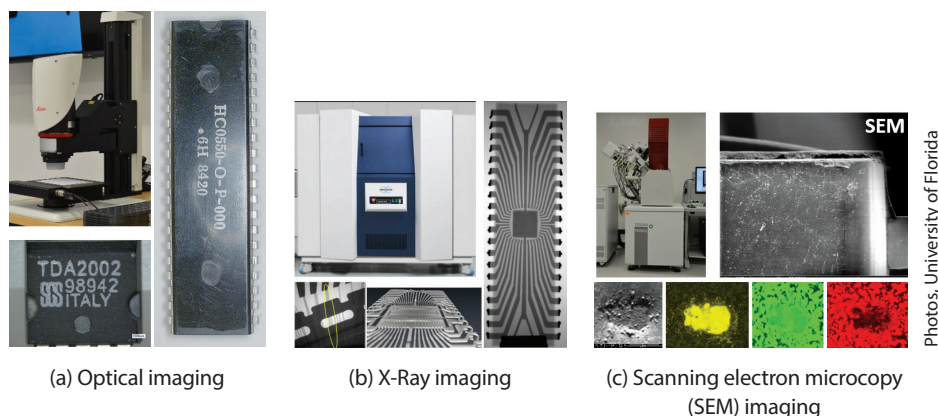 HC0550-O-P-000
•6H 8420
TDA2002
98942
ITALY
SEM
(a) Optical imaging
(b) X-Ray imaging
(c) Scanning electron microcopy
(SEM) imaging
Photos, University of Florida